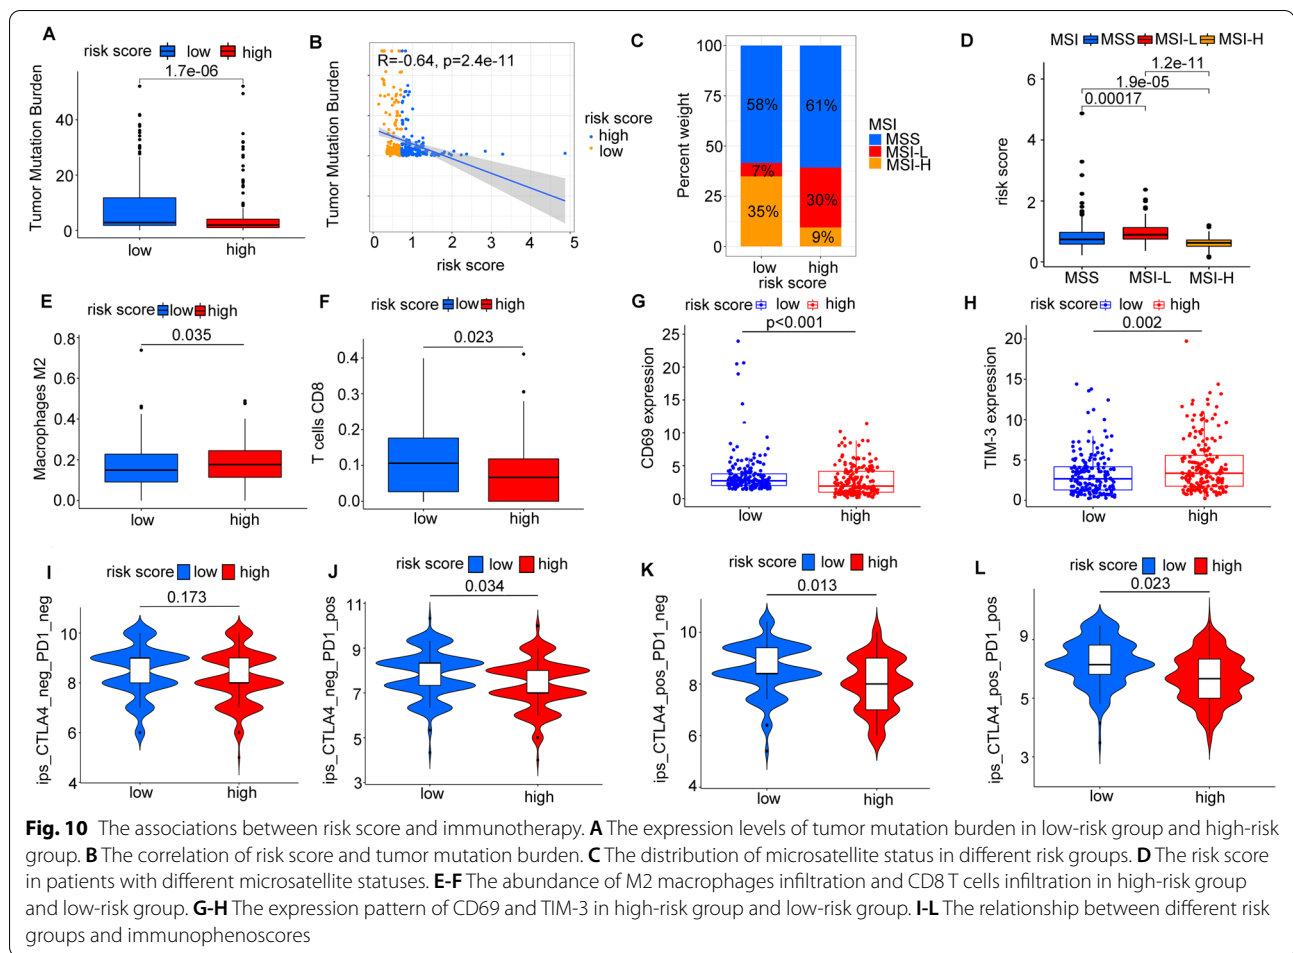 A
risk score low high
1.7e-06
Tumor Mutation Burden
40
20
0
low high
B
R=-0.64, p=2.4e-11
Tumor Mutation Burden
0 1 2 3 4 5
risk score
risk score
high
low
C
Percent weight
100
75
50
25
0
58% 61%
7%
30%
35%
9%
low high
risk score
MSI
MSS
MSI-L
MSI-H
D
MSI MSS MSI-L MSI-H
1.2e-11
1.9e-05
0.00017
risk score
6
4
2
0
MSS MSI-L MSI-H
E
risk score low high
0.035
Macrophages M2
0.8
0.6
0.4
0.2
0.0
low high
F
risk score low high
0.023
T cells CD8
0.4
0.3
0.2
0.1
0.0
low high
G
risk score low high
p<0.001
CD69 expression
25
20
15
10
5
0
low high
H
risk score low high
0.002
TIM-3 expression
20
15
10
5
0
low high
I
risk score low high
0.173
ips_CTLA4_neg_PD1_neg
10
8
6
4
low high
J
risk score low high
0.034
ips_CTLA4_neg_PD1_pos
11
9
7
5
3
low high
K
risk score low high
0.013
ips_CTLA4_pos_PD1_neg
10
8
6
4
low high
L
risk score low high
0.023
ips_CTLA4_pos_PD1_pos
9
5
3
low high
Fig. 10 The associations between risk score and immunotherapy. A The expression levels of tumor mutation burden in low-risk group and high-risk
group. B The correlation of risk score and tumor mutation burden. C The distribution of microsatellite status in different risk groups. D The risk score
in patients with different microsatellite statuses. E-F The abundance of M2 macrophages infiltration and CD8 T cells infiltration in high-risk group
and low-risk group. G-H The expression pattern of CD69 and TIM-3 in high-risk group and low-risk group. I-L The relationship between different risk
groups and immunophenoscores